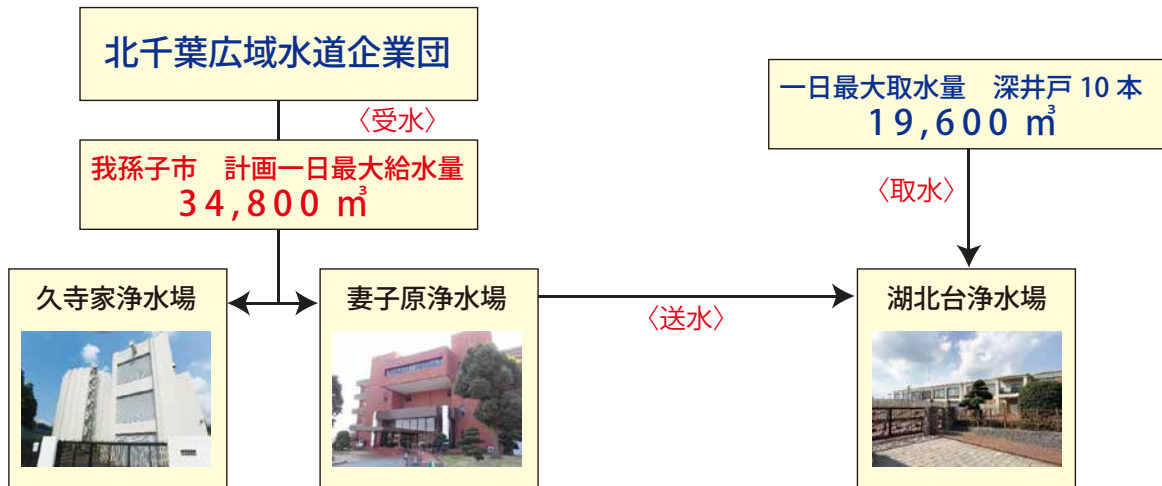 北千葉広域水道企業団
〈受水〉
我孫子市　計画一日最大給水量
34,800 ㎥
一日最大取水量　深井戸 10 本
19,600 ㎥
〈取水〉
久寺家浄水場
妻子原浄水場
〈送水〉
湖北台浄水場